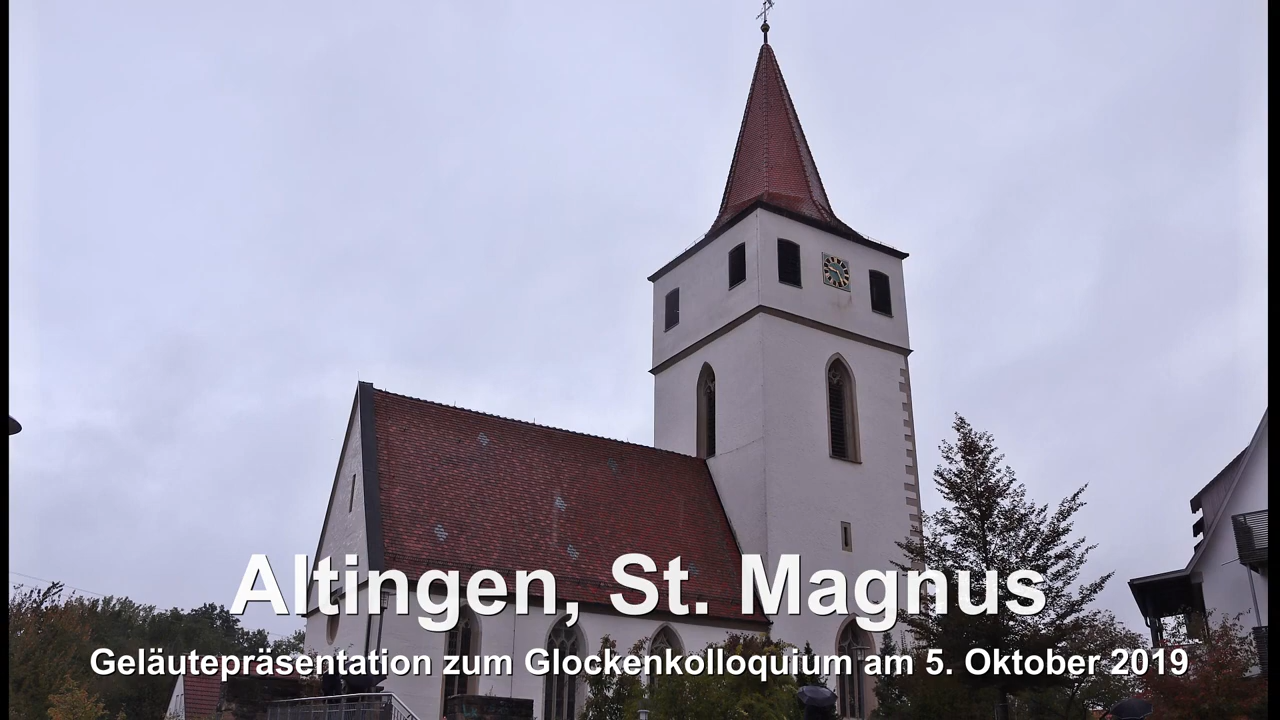 Altingen, St. Magnus
Geläutepräsentation zum Glockenkolloquium am 5. Oktober 2019